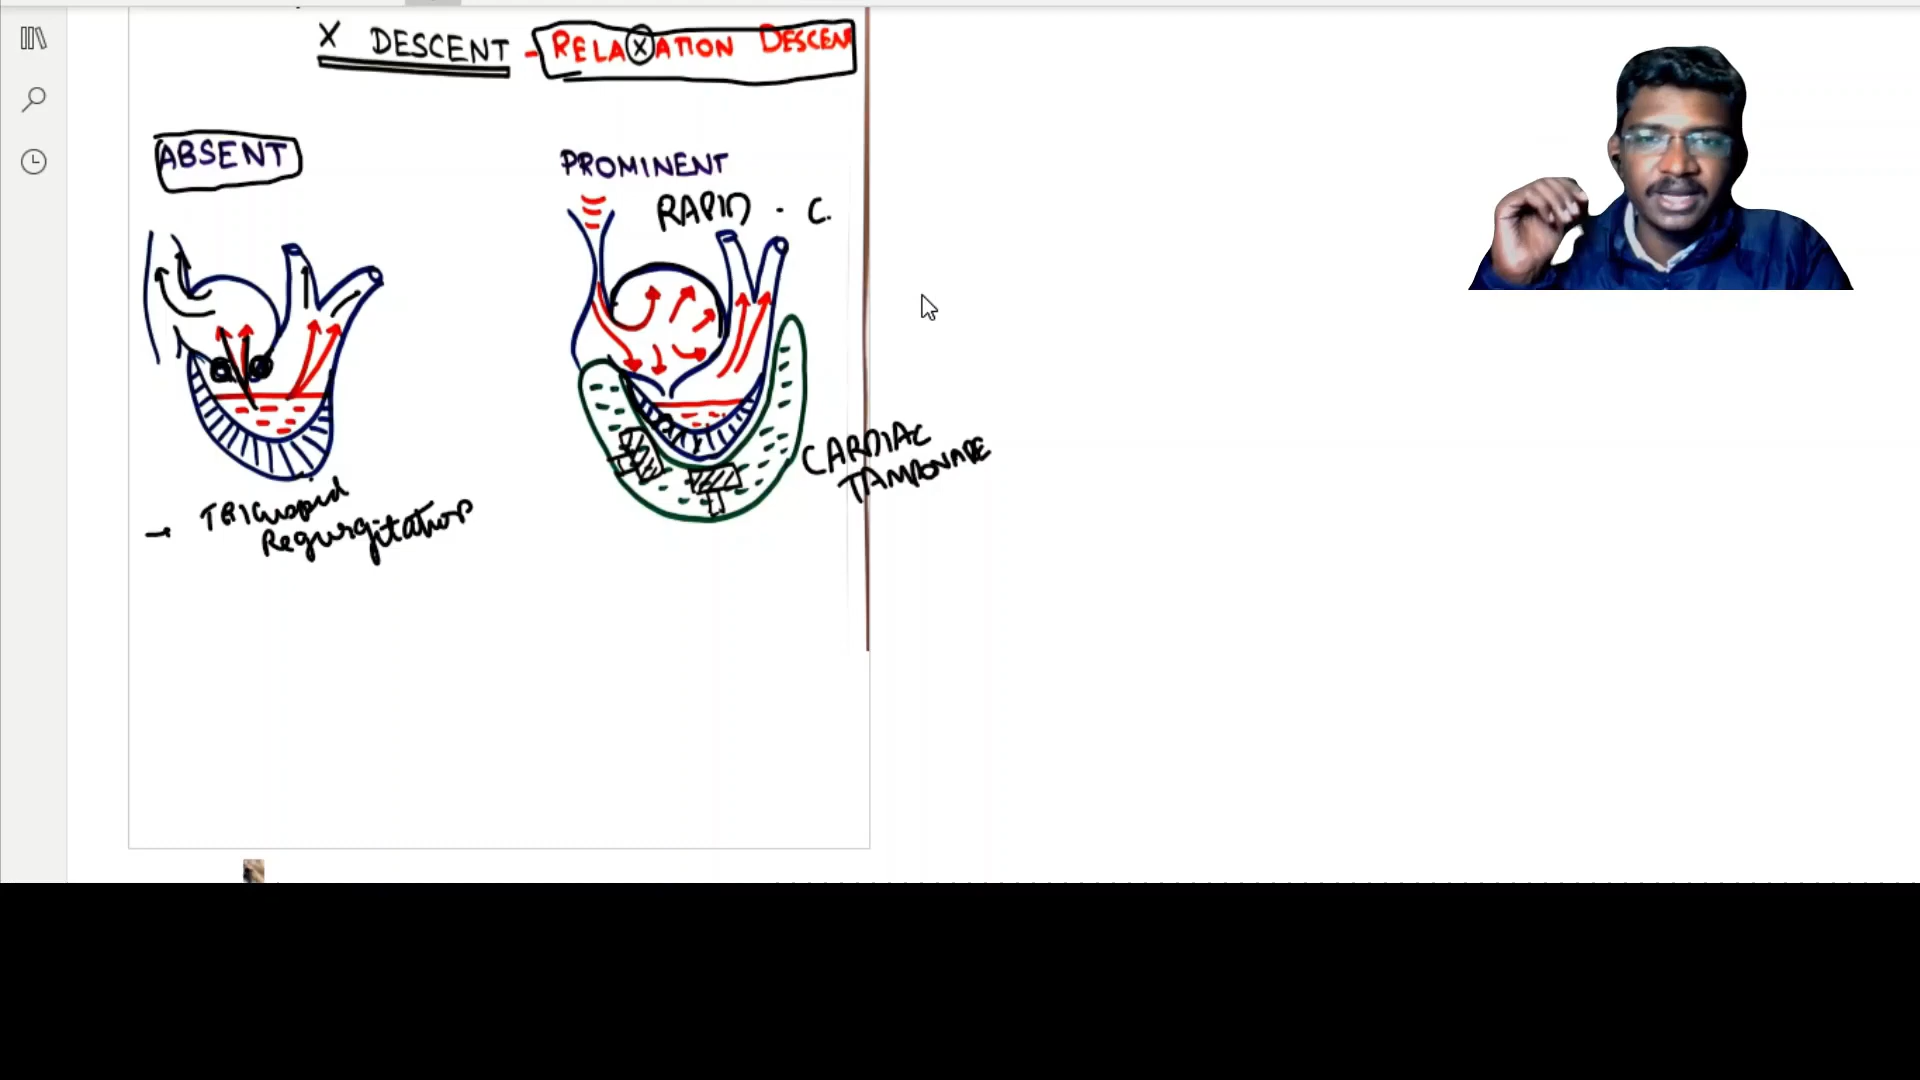 X DESCENT - RELAXATION DESCEN
ABSENT
PROMINENT
RAPID - C.
CARDIAC
TAMPONADE
- TRICUSPID
REGURGITATION